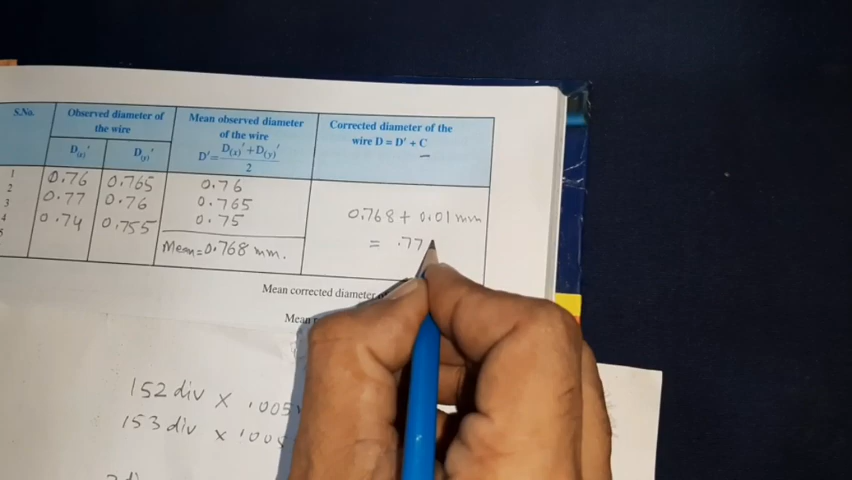 S.No.
Observed diameter of
the wire
D(x)′ D(y)′
Mean observed diameter
of the wire
D′= D(x)′+D(y)′
2
Corrected diameter of the
wire D = D′ + C
1 0.76 0.765 0.76
2 0.77 0.76 0.765
3 0.74 0.755 0.75
4
5
Mean=0.768 mm.
0.768 + 0.01 mm
= .77
Mean corrected diameter
Mean
152 div × .005
153 div × .005